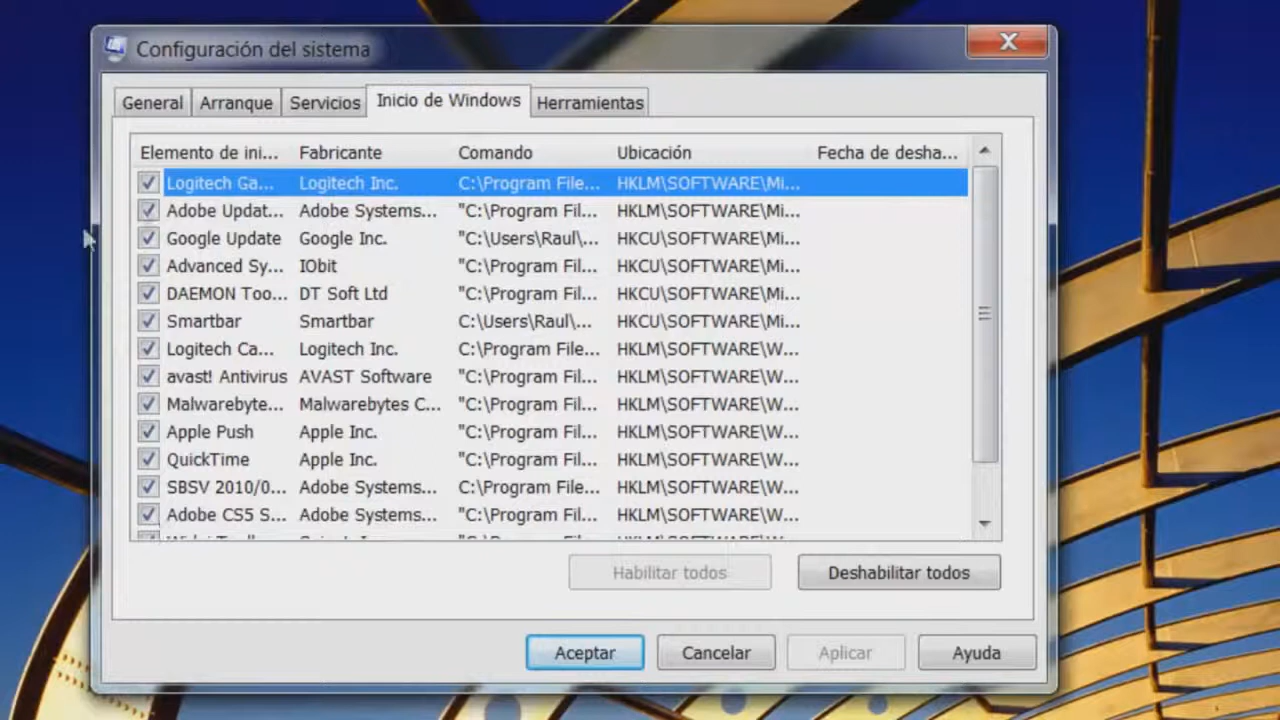 Configuración del sistema
General Arranque Servicios Inicio de Windows Herramientas
Elemento de ini... Fabricante Comando Ubicación Fecha de desha...
Logitech Ga... Logitech Inc. C:\Program File... HKLM\SOFTWARE\Mi...
Adobe Updat... Adobe Systems... "C:\Program Fil... HKLM\SOFTWARE\Mi...
Google Update Google Inc. "C:\Users\Raul\... HKCU\SOFTWARE\Mi...
Advanced Sy... IObit "C:\Program Fil... HKCU\SOFTWARE\Mi...
DAEMON Too... DT Soft Ltd "C:\Program Fil... HKCU\SOFTWARE\Mi...
Smartbar Smartbar C:\Users\Raul\... HKCU\SOFTWARE\Mi...
Logitech Ca... Logitech Inc. C:\Program File... HKLM\SOFTWARE\W...
avast! Antivirus AVAST Software "C:\Program Fil... HKLM\SOFTWARE\W...
Malwarebyte... Malwarebytes C... "C:\Program Fil... HKLM\SOFTWARE\W...
Apple Push Apple Inc. "C:\Program Fil... HKLM\SOFTWARE\W...
QuickTime Apple Inc. "C:\Program Fil... HKLM\SOFTWARE\W...
SBSV 2010/0... Adobe Systems... C:\Program File... HKLM\SOFTWARE\W...
Adobe CS5 S... Adobe Systems... "C:\Program Fil... HKLM\SOFTWARE\W...
Habilitar todos Deshabilitar todos
Aceptar Cancelar Aplicar Ayuda